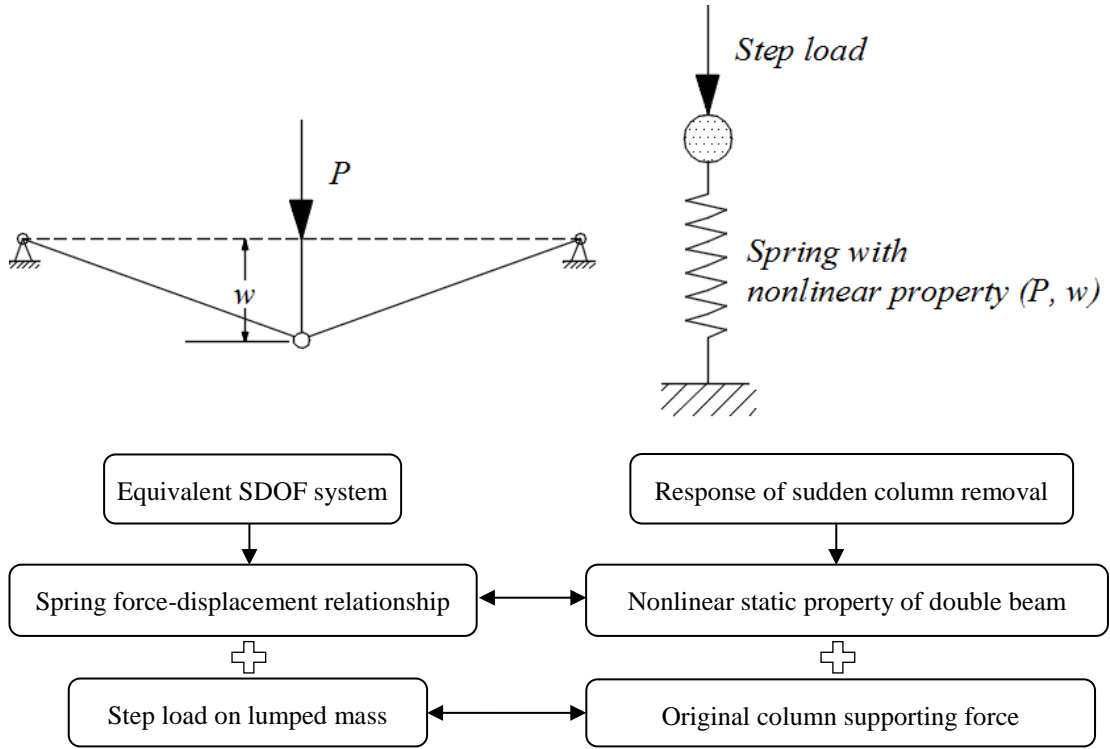 Step load
P
w
Spring with
nonlinear property (P, w)
Equivalent SDOF system
Response of sudden column removal
Spring force-displacement relationship
Nonlinear static property of double beam
Step load on lumped mass
Original column supporting force